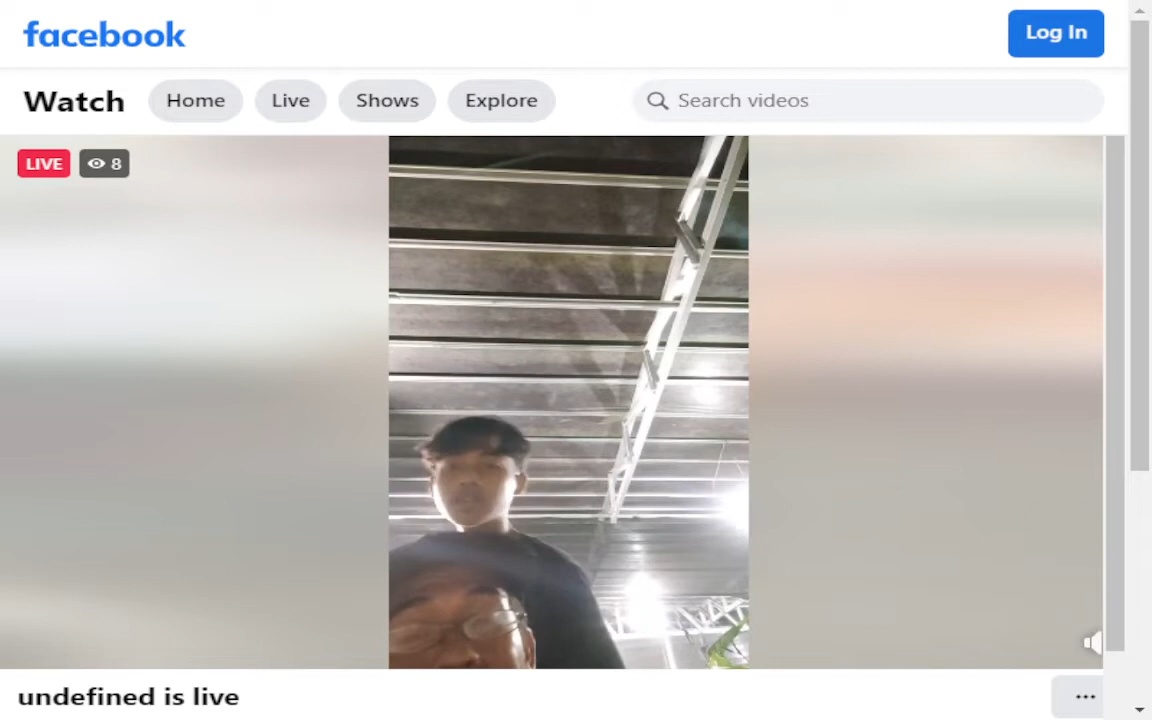 facebook
Log In
Watch
Home
Live
Shows
Explore
Search videos
LIVE
8
undefined is live